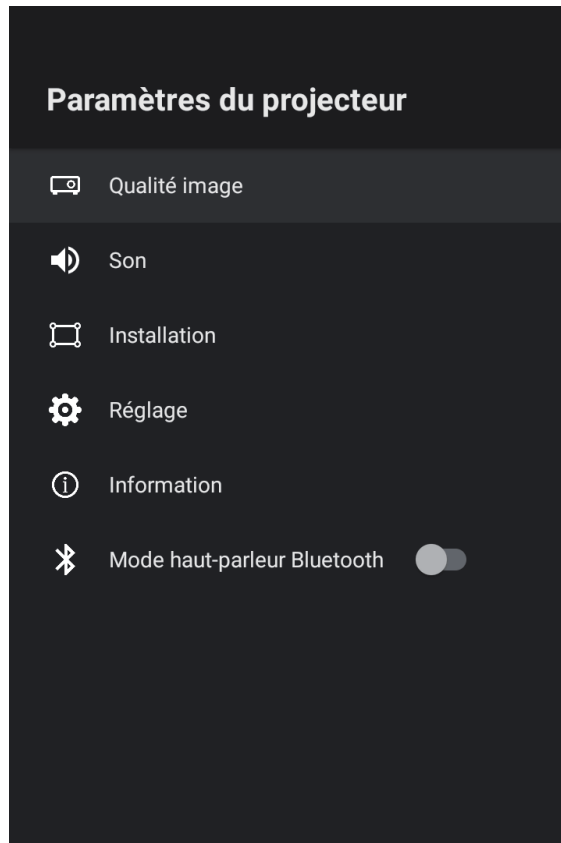 Paramètres du projecteur
Qualité image
Son
Installation
Réglage
Information
Mode haut-parleur Bluetooth